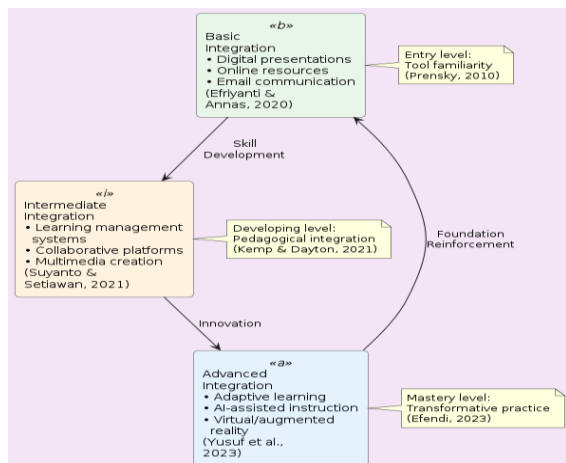 «b»
Basic
Integration
• Digital presentations
• Online resources
• Email communication
(Efriyanti &
Annas, 2020)
Entry level:
Tool familiarity
(Prensky, 2010)
Skill
Development
«i»
Intermediate
Integration
• Learning management
systems
• Collaborative platforms
• Multimedia creation
(Suyanto &
Setiawan, 2021)
Developing level:
Pedagogical integration
(Kemp & Dayton, 2021)
Foundation
Reinforcement
Innovation
«a»
Advanced
Integration
• Adaptive learning
• AI-assisted instruction
• Virtual/augmented
reality
(Yusuf et al.,
2023)
Mastery level:
Transformative practice
(Efendi, 2023)